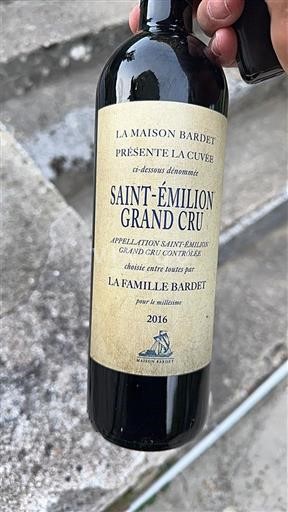 LA MAISON BARDET
PRÉSENTE LA CUVÉE
ci-dessous dénommée
SAINT-ÉMILION
GRAND CRU
APPELLATION SAINT-ÉMILION
GRAND CRU CONTRÔLÉE
choisie entre toutes par
LA FAMILLE BARDET
pour le millésime
2016
MAISON BARDET